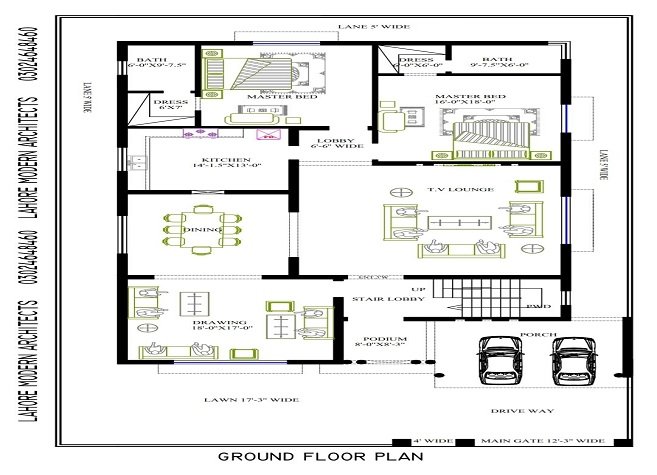 LANE 5' WIDE
BATH
6'-0"X9'-7.5"
DRESS
6'X7'
MASTER BED
DRESS
6'-0"X6'-0"
BATH
9'-7.5"X6'-0"
MASTER BED
16'-0"X18'-0"
LANE 5' WIDE
LANE 5' WIDE
LOBBY
6'-6" WIDE
KITCHEN
14'-1.5"X13'-0"
T.V LOUNGE
DINING
UP
STAIR LOBBY
PWD
DRAWING
18'-0"X17'-0"
PODIUM
8'-0"X8'-3"
PORCH
LAWN 17'-3" WIDE
DRIVE WAY
4' WIDE
MAIN GATE 12'-3" WIDE
GROUND FLOOR PLAN
LAHORE MODERN ARCHITECTS 03024648460 LAHORE MODERN ARCHITECTS 03024648460